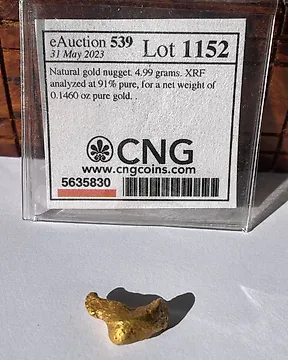 eAuction 539 Lot 1152
31 May 2023
Natural gold nugget. 4.99 grams. XRF
analyzed at 91% pure, for a net weight of
0.1460 oz pure gold. .
CNG
www.cngcoins.com
5635830